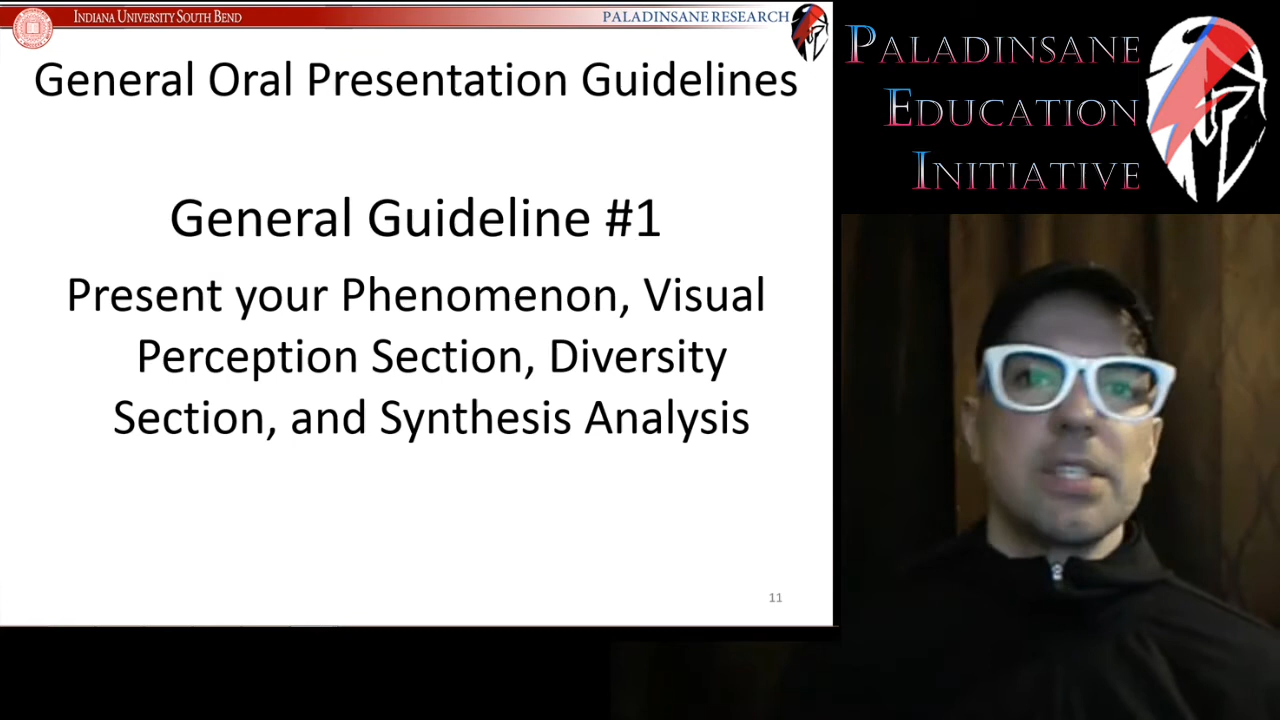 INDIANA UNIVERSITY SOUTH BEND
PALADINSANE RESEARCH
General Oral Presentation Guidelines
General Guideline #1
Present your Phenomenon, Visual
Perception Section, Diversity
Section, and Synthesis Analysis
11
PALADINSANE
EDUCATION
INITIATIVE